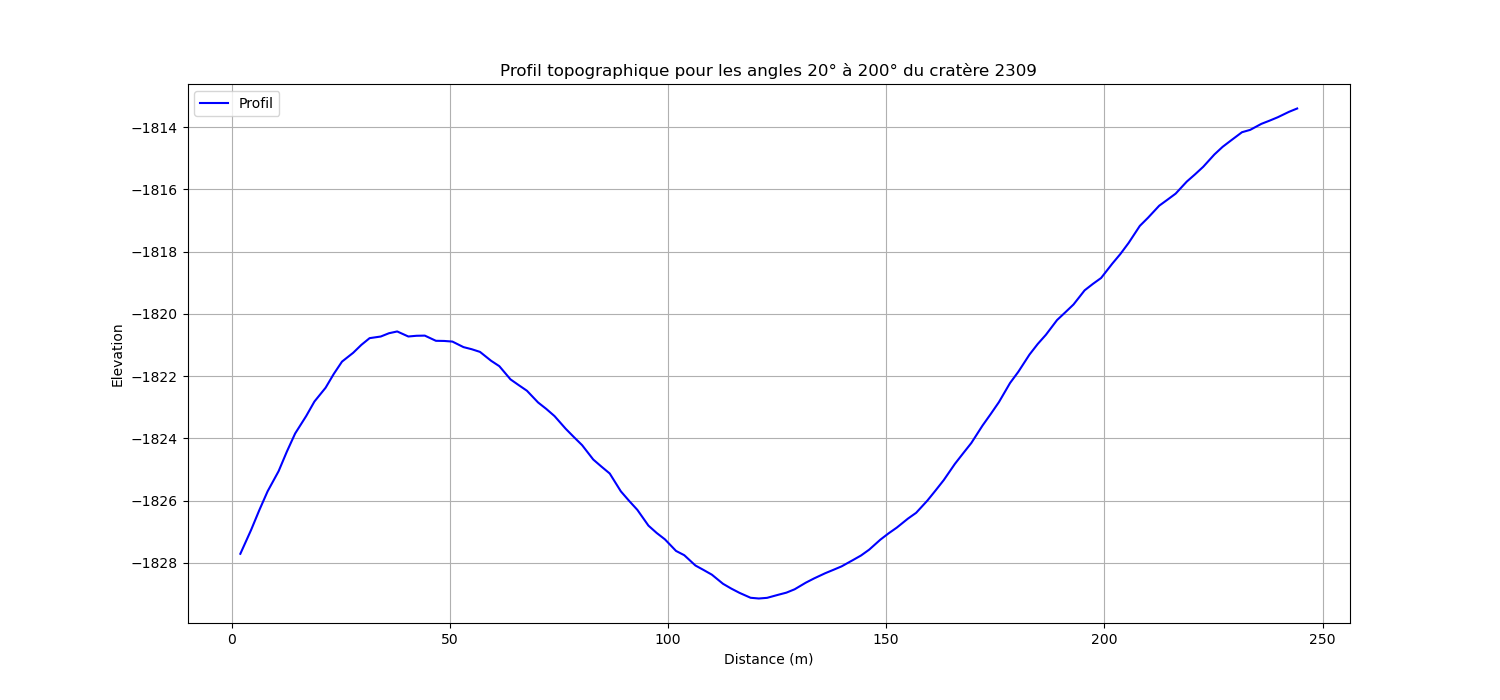 Profil topographique pour les angles 20° à 200° du cratère 2309
Profil
−1814
−1816
−1818
−1820
−1822
−1824
−1826
−1828
Elevation
0 50 100 150 200 250
Distance (m)